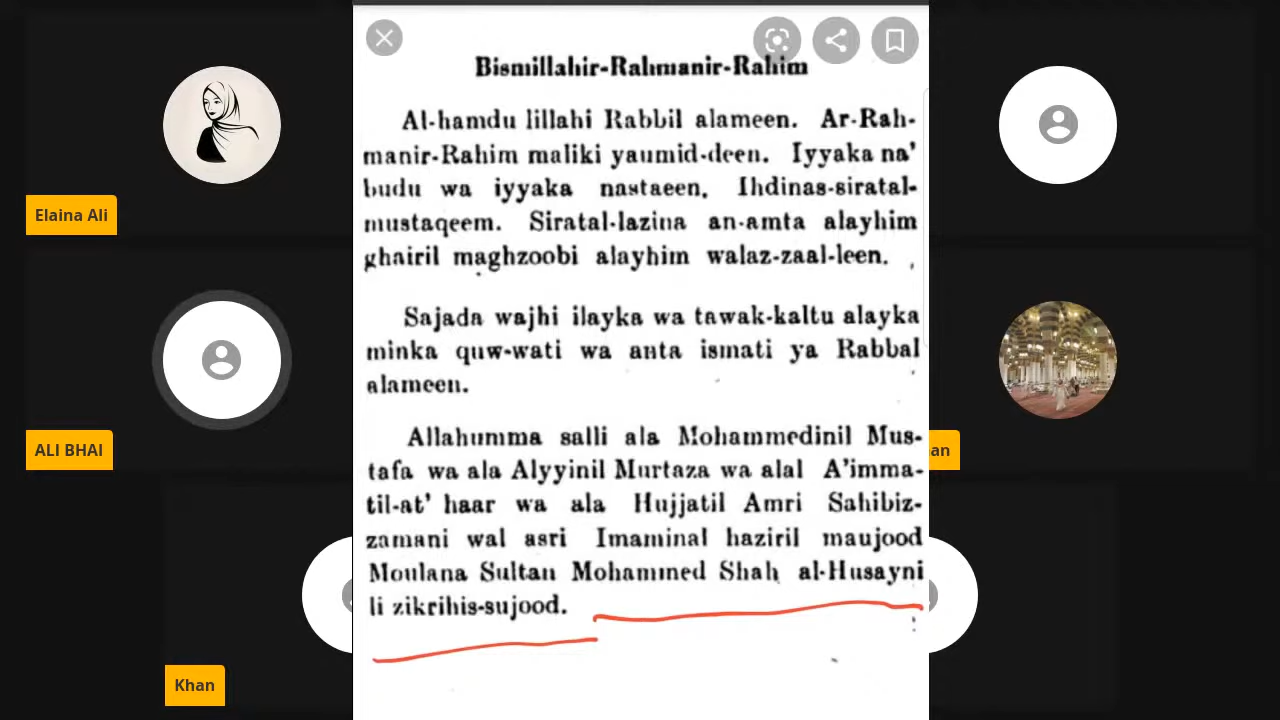 Bismillahir-Rahmanir-Rahim
Al-hamdu lillahi Rabbil alameen. Ar-Rah-
manir-Rahim maliki yaumid-deen. Iyyaka na'
budu wa iyyaka nastaeen. Ihdinas-siratal-
mustaqeem. Siratal-lazina an-amta alayhim
ghairil maghzoobi alayhim walaz-zaal-leen.
Sajada wajhi ilayka wa tawak-kaltu alayka
minka quw-wati wa anta ismati ya Rabbal
alameen.
Allahumma salli ala Mohammedinil Mus-
tafa wa ala Alyyinil Murtaza wa alal A'imma-
til-at' haar wa ala Hujjatil Amri Sahibiz-
zamani wal asri Imaminal haziril maujood
Moulana Sultan Mohammed Shah al-Husayni
li zikrihis-sujood.
Elaina Ali
ALI BHAI
an
Khan